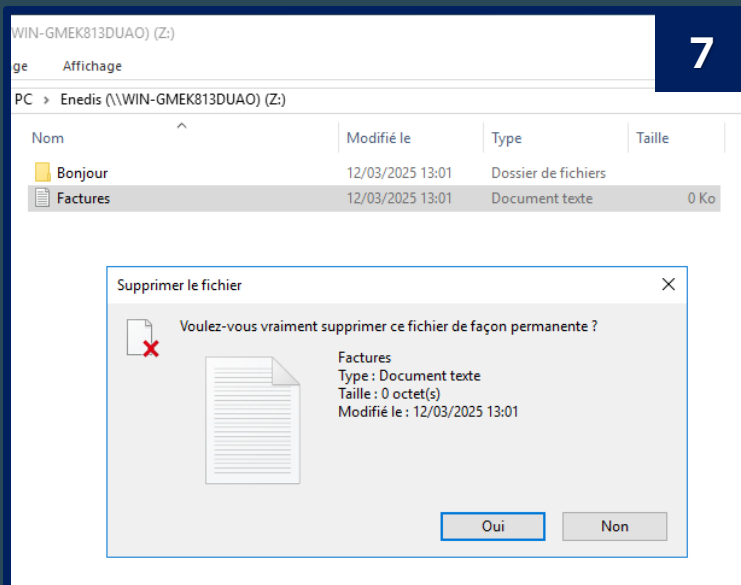 WIN-GMEK813DUAO) (Z:)
7
ge Affichage
PC > Enedis (\\WIN-GMEK813DUAO) (Z:)
Nom Modifié le Type Taille
Bonjour 12/03/2025 13:01 Dossier de fichiers
Factures 12/03/2025 13:01 Document texte 0 Ko
Supprimer le fichier
Voulez-vous vraiment supprimer ce fichier de façon permanente ?
Factures
Type : Document texte
Taille : 0 octet(s)
Modifié le : 12/03/2025 13:01
Oui Non